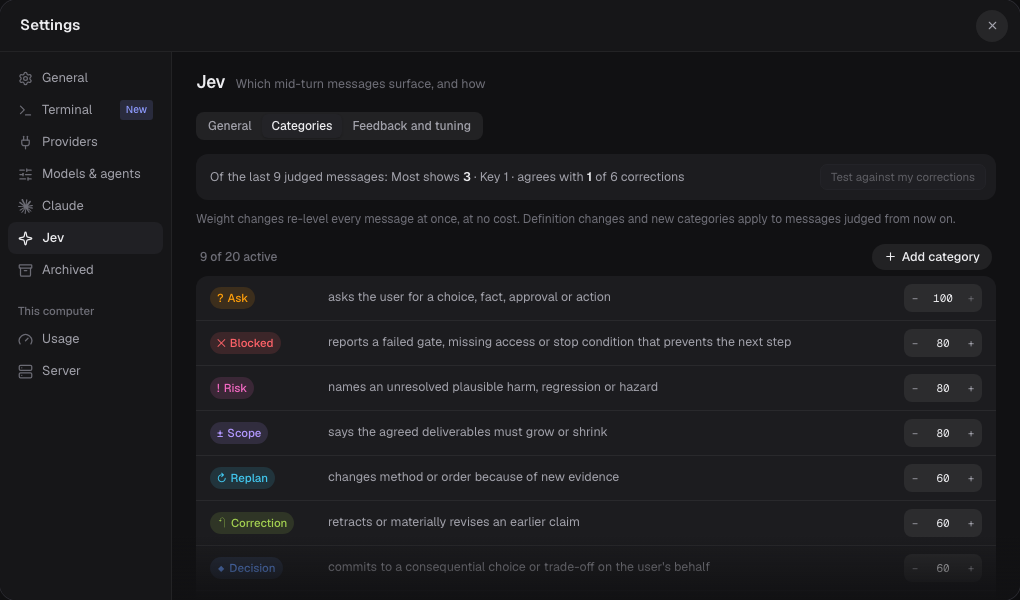 Settings
General
Terminal New
Providers
Models & agents
Claude
Jev
Archived
This computer
Usage
Server
Jev Which mid-turn messages surface, and how
General Categories Feedback and tuning
Of the last 9 judged messages: Most shows 3 · Key 1 · agrees with 1 of 6 corrections Test against my corrections
Weight changes re-level every message at once, at no cost. Definition changes and new categories apply to messages judged from now on.
9 of 20 active + Add category
? Ask asks the user for a choice, fact, approval or action − 100 +
Blocked reports a failed gate, missing access or stop condition that prevents the next step − 80 +
! Risk names an unresolved plausible harm, regression or hazard − 80 +
± Scope says the agreed deliverables must grow or shrink − 80 +
Replan changes method or order because of new evidence − 60 +
Correction retracts or materially revises an earlier claim − 60 +
Decision commits to a consequential choice or trade-off on the user's behalf − 60 +